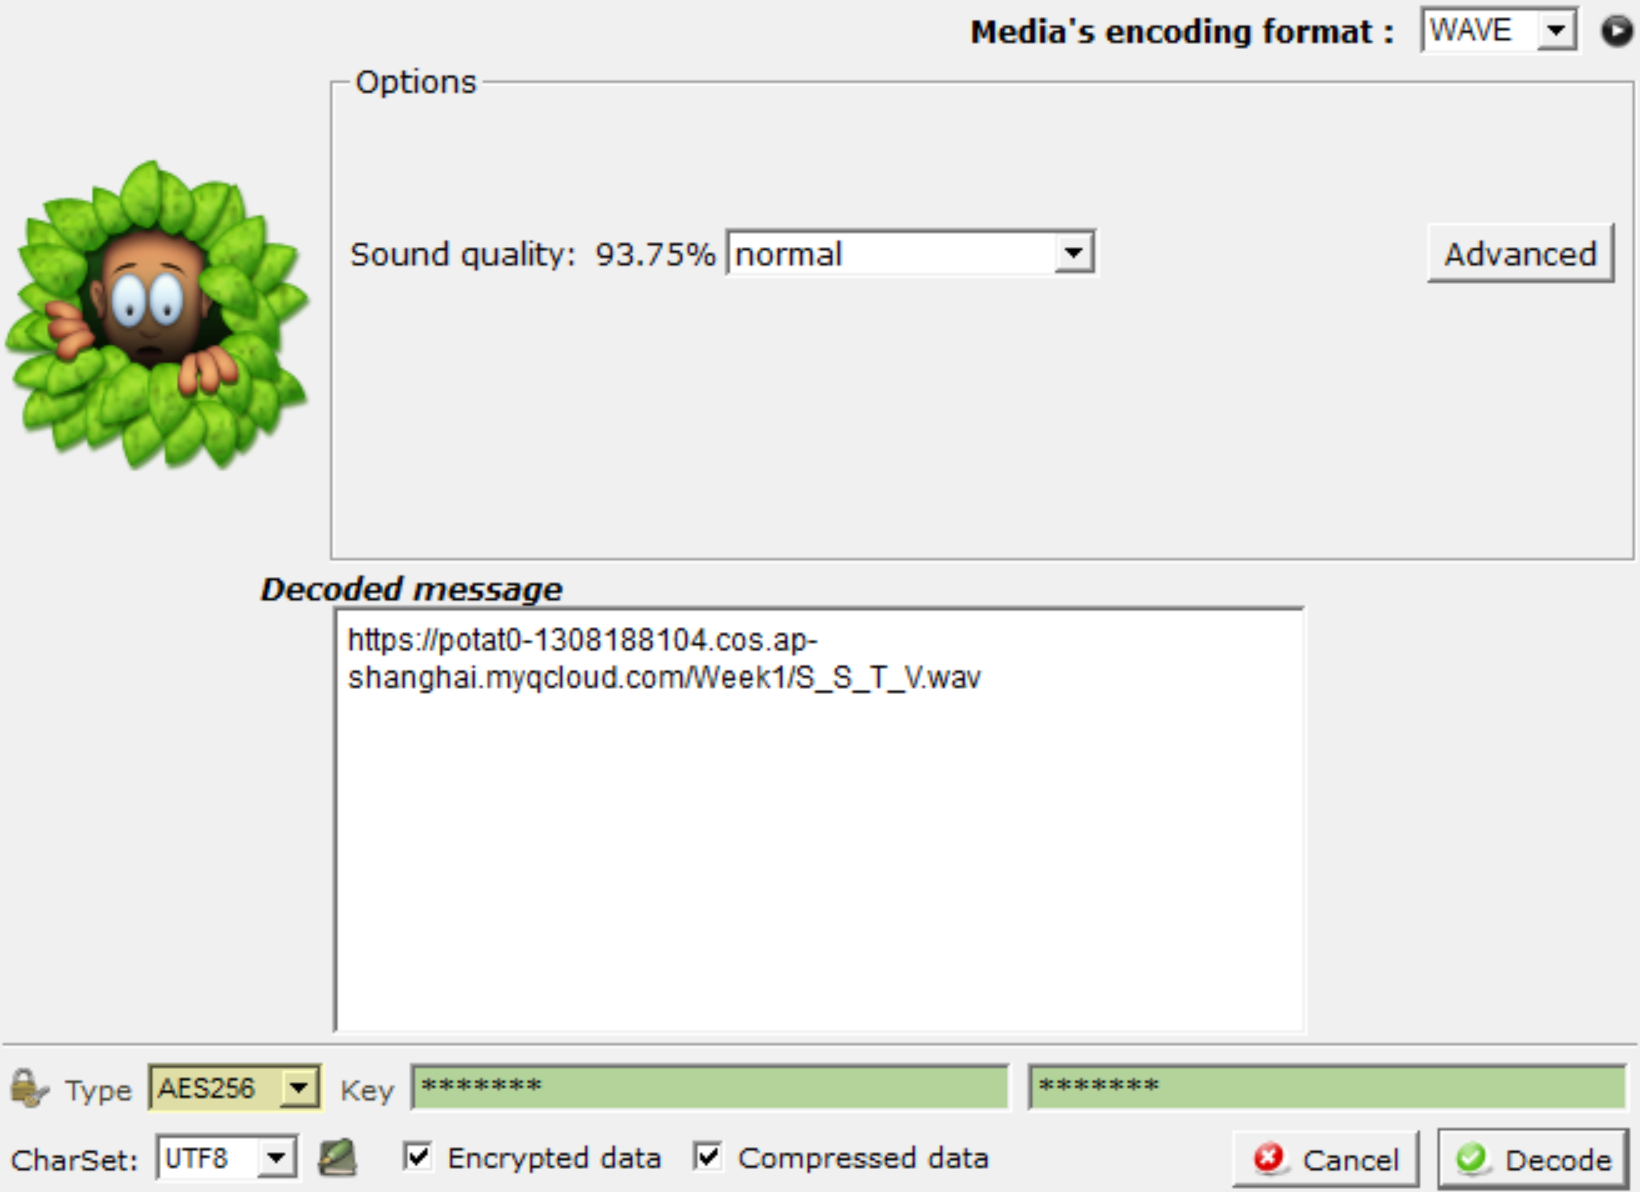 Media's encoding format : WAVE
Options
Sound quality: 93.75% normal
Advanced
Decoded message
https://potat0-1308188104.cos.ap-
shanghai.myqcloud.com/Week1/S_S_T_V.wav
Type AES256 Key ******* *******
CharSet: UTF8 Encrypted data Compressed data Cancel Decode